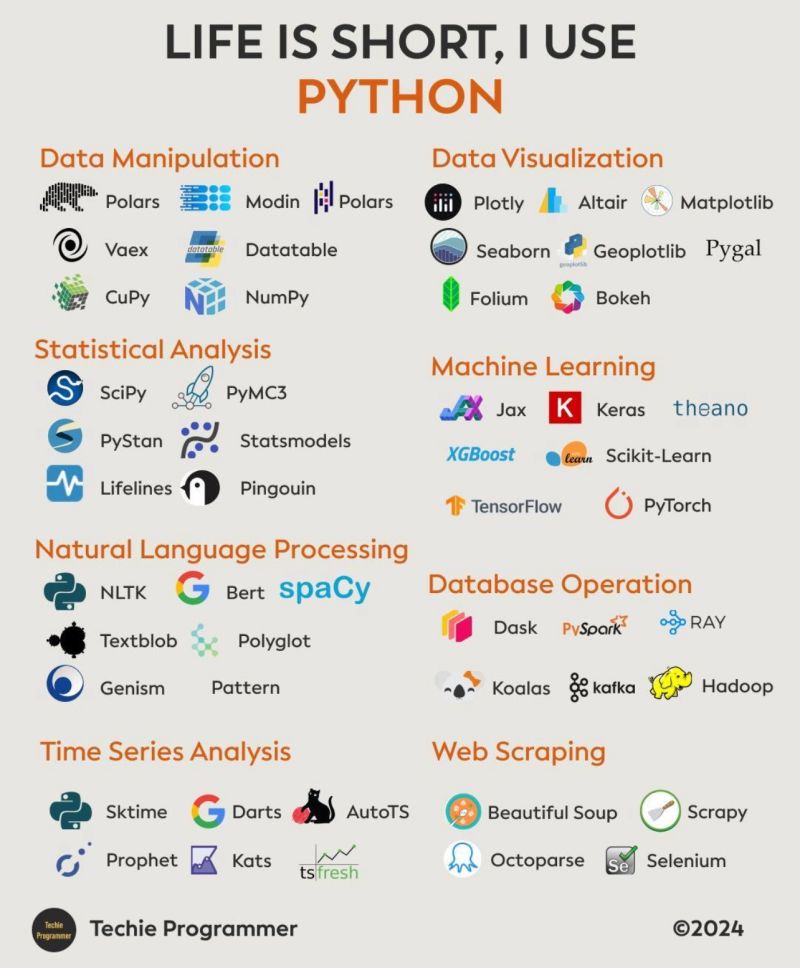 LIFE IS SHORT, I USE
PYTHON
Data Manipulation
Polars Modin Polars
Vaex datatable Datatable
CuPy NumPy
Data Visualization
Plotly Altair Matplotlib
Seaborn geoplotlib Geoplotlib Pygal
Folium Bokeh
Statistical Analysis
SciPy PyMC3
PyStan Statsmodels
Lifelines Pingouin
Machine Learning
Jax K Keras theano
XGBoost learn Scikit-Learn
TensorFlow PyTorch
Natural Language Processing
NLTK Bert spaCy
Textblob Polyglot
Genism Pattern
Database Operation
Dask PySpark RAY
Koalas kafka Hadoop
Time Series Analysis
Sktime Darts AutoTS
Prophet Kats tsfresh
Web Scraping
Beautiful Soup Scrapy
Octoparse Se Selenium
Techie
Programmer
Techie Programmer ©2024